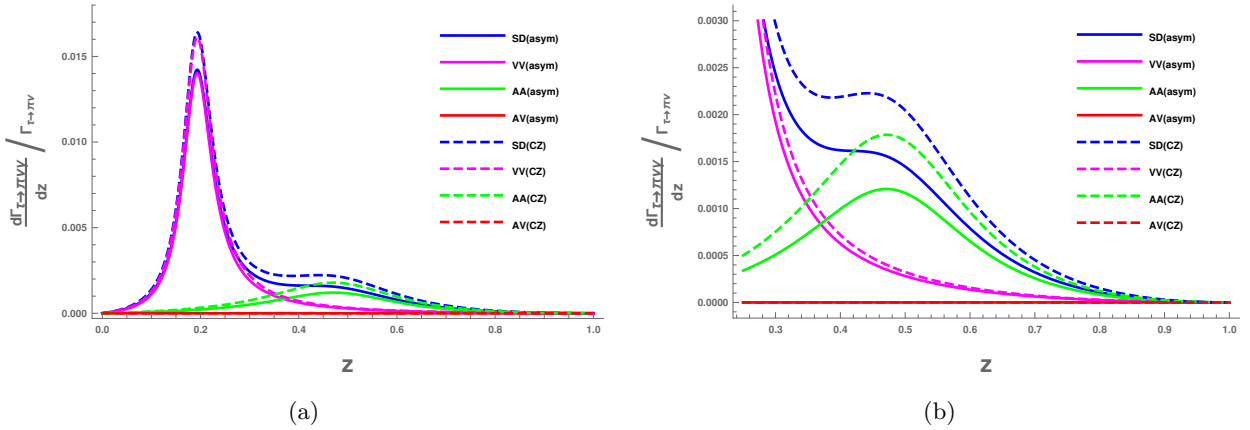 0.015
0.010
0.005
0.000
0.0
0.2
0.4
0.6
0.8
1.0
z
dΓτ→πνγ
dz
/ Γτ→πν
SD(asym)
VV(asym)
AA(asym)
AV(asym)
SD(CZ)
VV(CZ)
AA(CZ)
AV(CZ)
(a)
0.0030
0.0025
0.0020
0.0015
0.0010
0.0005
0.0000
0.3
0.4
0.5
0.6
0.7
0.8
0.9
1.0
z
dΓτ→πνγ
dz
/ Γτ→πν
SD(asym)
VV(asym)
AA(asym)
AV(asym)
SD(CZ)
VV(CZ)
AA(CZ)
AV(CZ)
(b)